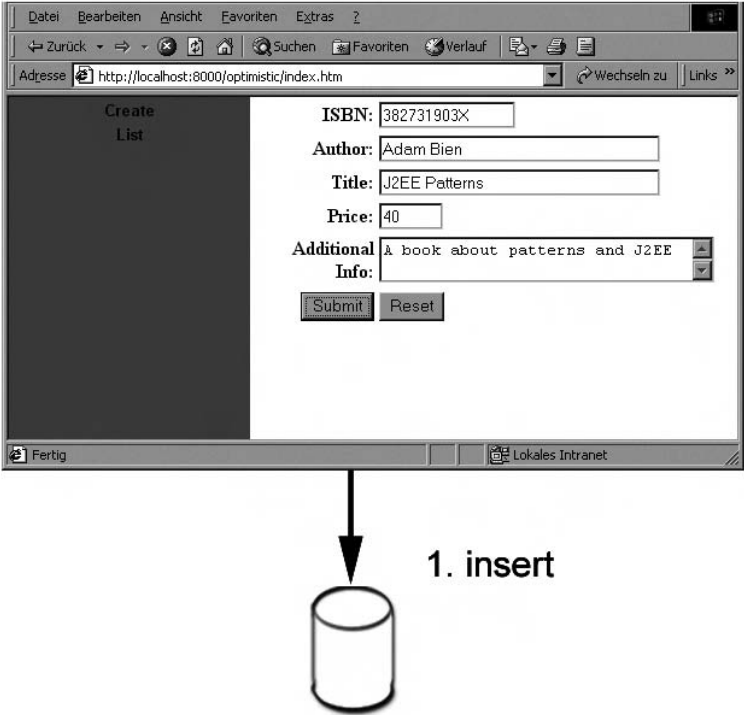 Datei Bearbeiten Ansicht Favoriten Extras ?
Zurück Suchen Favoriten Verlauf
Adresse http://localhost:8000/optimistic/index.htm Wechseln zu Links »
Create
List
ISBN: 382731903X
Author: Adam Bien
Title: J2EE Patterns
Price: 40
Additional A book about patterns and J2EE
Info:
Submit Reset
Fertig Lokales Intranet
1. insert